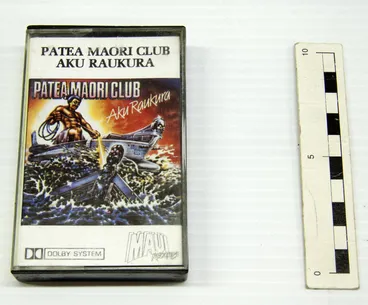 PATEA MAORI CLUB
AKU RAUKURA
PATEA MAORI CLUB
Aku Raukura
DOLBY SYSTEM
MAUI
10
5
0